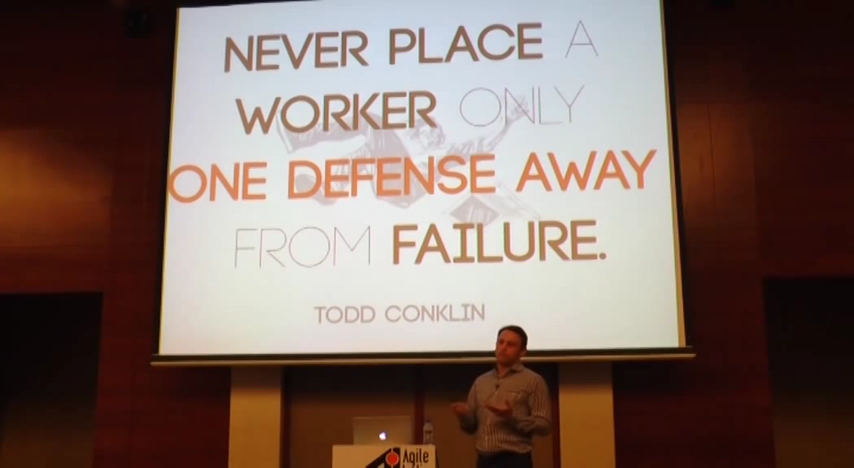 NEVER PLACE A
WORKER ONLY
ONE DEFENSE AWAY
FROM FAILURE.
TODD CONKLIN
Agile